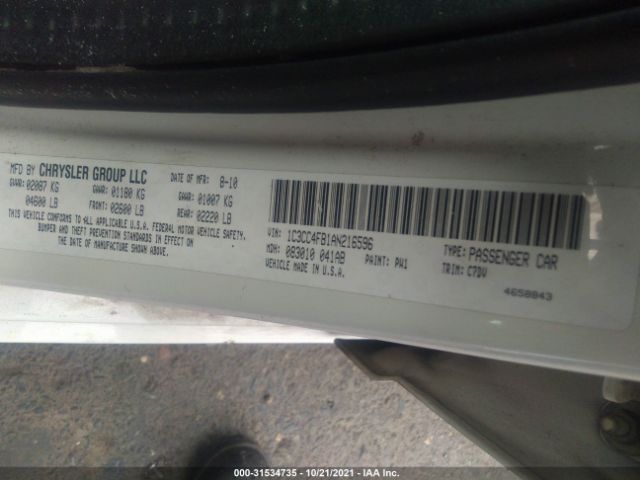 MFD BY CHRYSLER GROUP LLC DATE OF MFR: 8-10
GVWR: 02087 KG GAWR: 01180 KG GAWR: 01007 KG
04600 LB FRONT: 02600 LB REAR: 02220 LB
THIS VEHICLE CONFORMS TO ALL APPLICABLE U.S.A. FEDERAL MOTOR VEHICLE SAFETY,
BUMPER AND THEFT PREVENTION STANDARDS IN EFFECT
ON THE DATE OF MANUFACTURE SHOWN ABOVE.
VIN: 1C3CC4FB1AN216596 TYPE: PASSENGER CAR
MDH: 083010 041AB PAINT: PW1 TRIM: C7DV
VEHICLE MADE IN U.S.A. 4658843
000-31534735 - 10/21/2021 - IAA Inc.